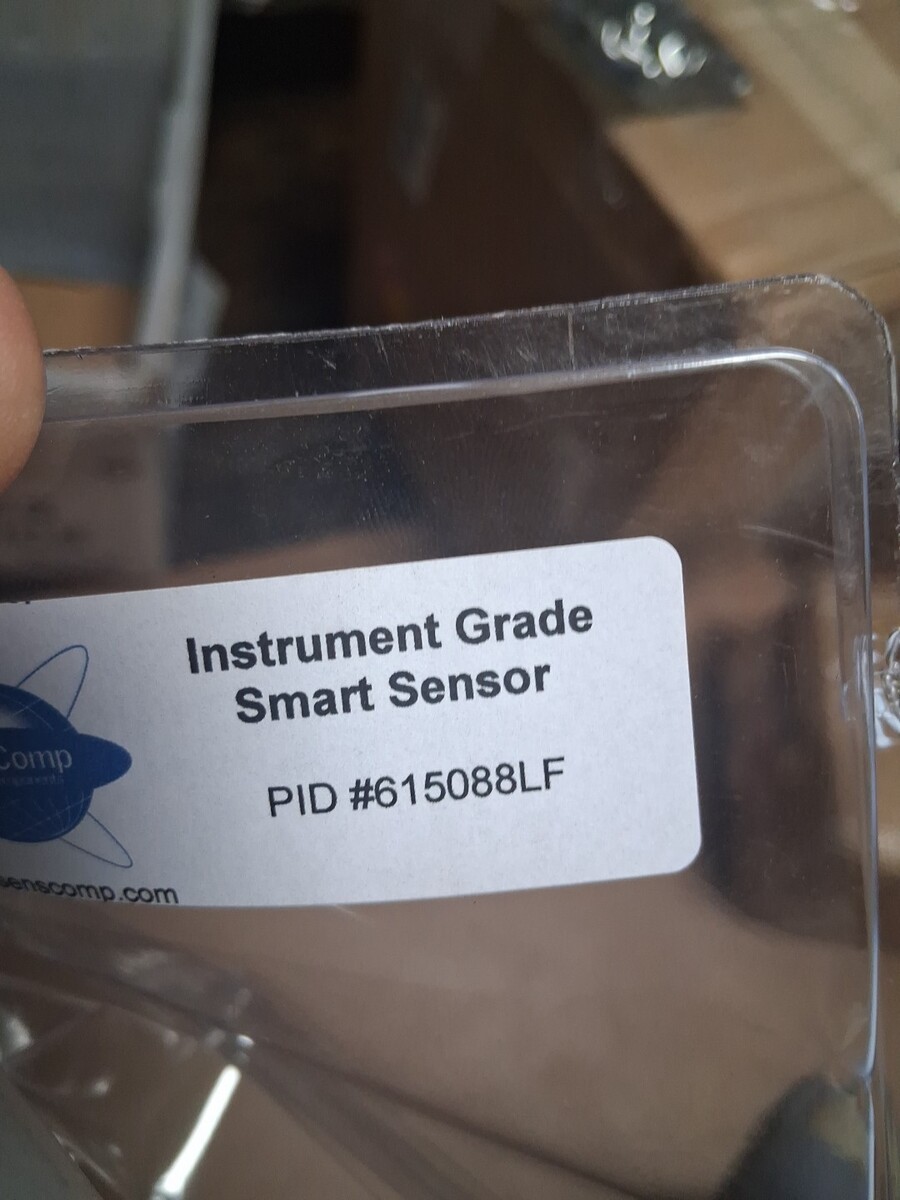 Instrument Grade
Smart Sensor
PID #615088LF
Comp
senscomp.com